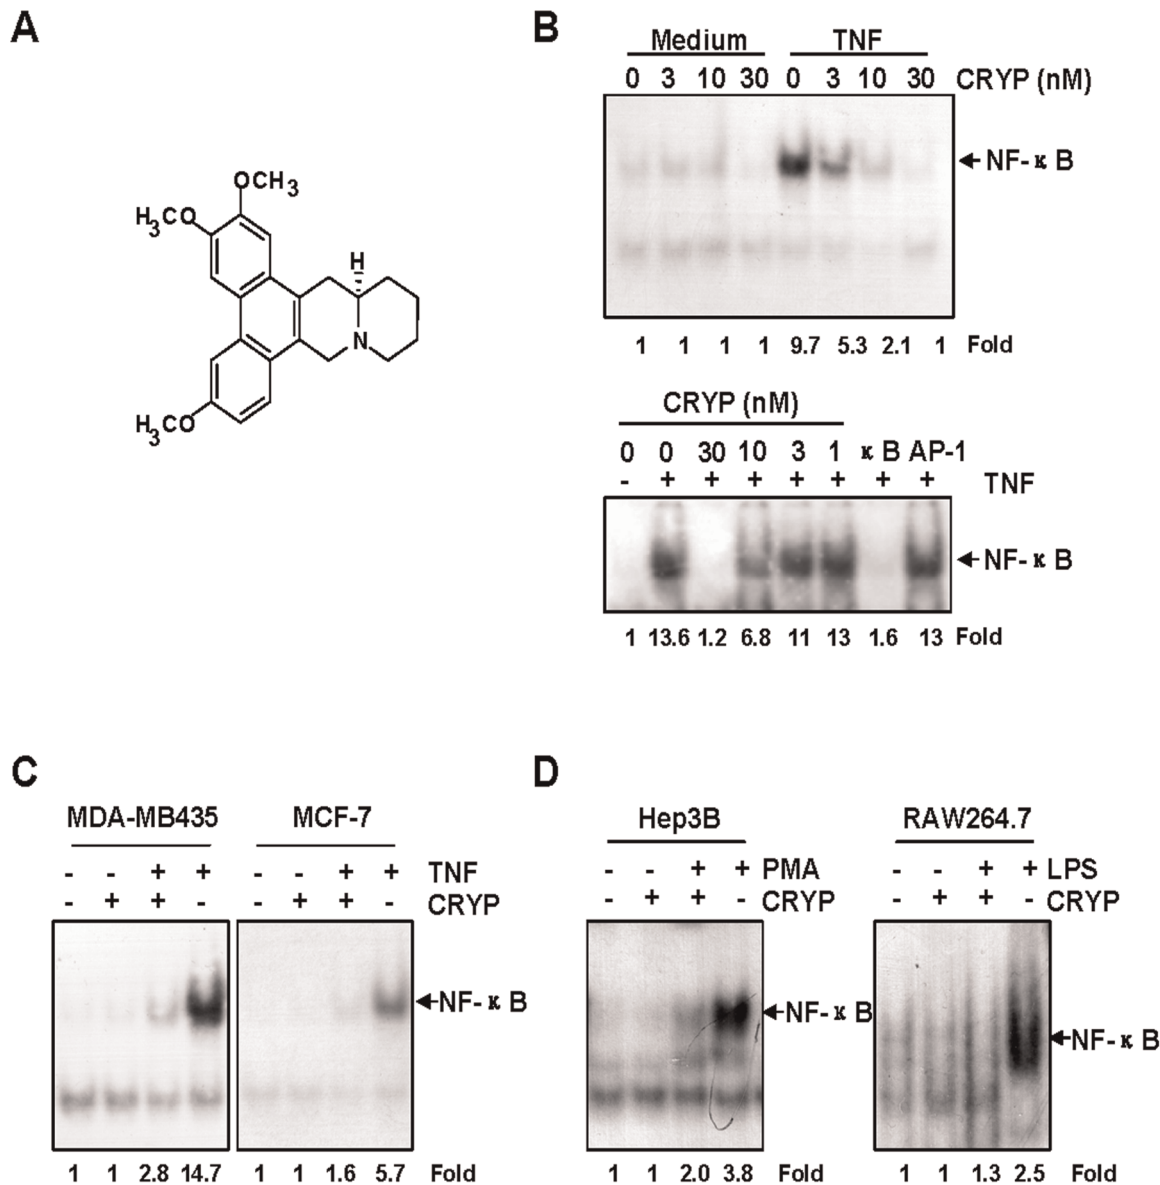 A
OCH3
H3CO
H
N
H3CO
B
Medium TNF
0 3 10 30 0 3 10 30 CRYP (nM)
NF-κB
1 1 1 1 9.7 5.3 2.1 1 Fold
CRYP (nM)
0 0 30 10 3 1 κB AP-1
- + + + + + + + TNF
NF-κB
1 13.6 1.2 6.8 11 13 1.6 13 Fold
C
MDA-MB435 MCF-7
- - + + - - + + TNF
- + + - - + + - CRYP
NF-κB
1 1 2.8 14.7 1 1 1.6 5.7 Fold
D
Hep3B RAW264.7
- - + + PMA - - + + LPS
- + + - CRYP - + + - CRYP
NF-κB
NF-κB
1 1 2.0 3.8 Fold 1 1 1.3 2.5 Fold